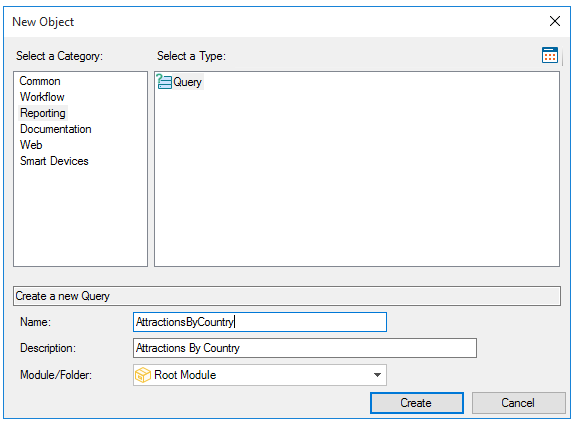 New Object
Select a Category:
Select a Type:
Common
Workflow
Reporting
Documentation
Web
Smart Devices
Query
Create a new Query
Name: AttractionsByCountry
Description: Attractions By Country
Module/Folder: Root Module
Create Cancel